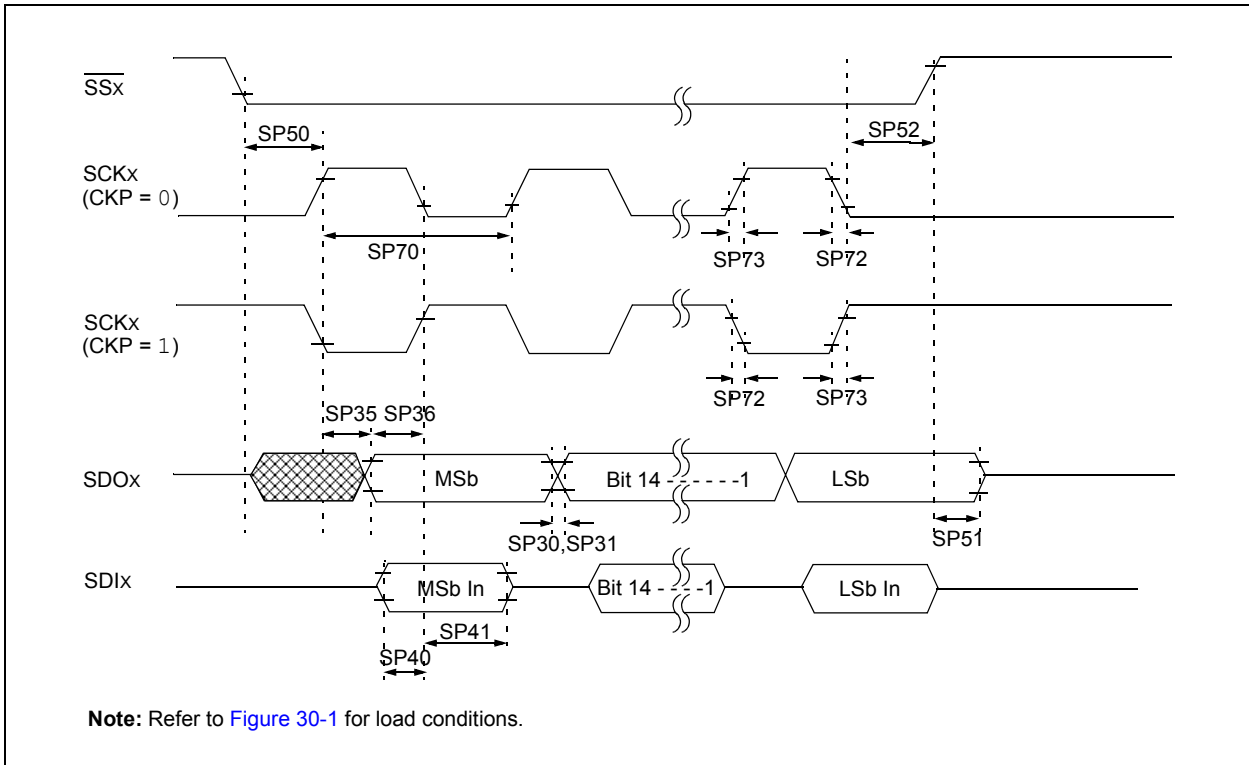 SSx
SP50
SP52
SCKx
(CKP = 0)
SP70
SP73
SP72
SCKx
(CKP = 1)
SP72
SP73
SP35
SP36
SDOx
MSb
Bit 14 - - - - - -1
LSb
SP30,SP31
SP51
SDIx
MSb In
Bit 14 - - - -1
LSb In
SP41
SP40
Note: Refer to Figure 30-1 for load conditions.